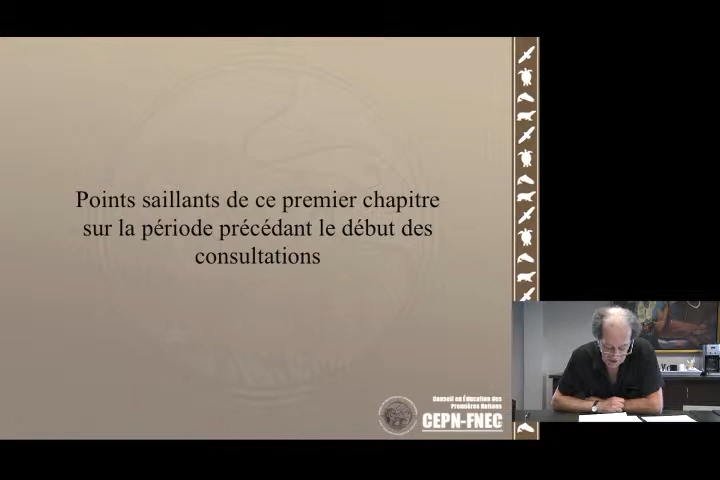 Points saillants de ce premier chapitre
sur la période précédant le début des
consultations
Conseil en Éducation des
Premières Nations
CEPN-FNEC